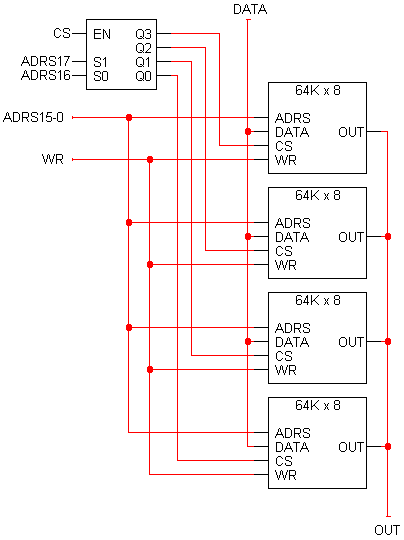 DATA
CS EN Q3
Q2
ADRS17 S1 Q1
ADRS16 S0 Q0
64K x 8
ADRS15-0 ADRS
DATA OUT
CS
WR WR
64K x 8
ADRS
DATA OUT
CS
WR
64K x 8
ADRS
DATA OUT
CS
WR
64K x 8
ADRS
DATA OUT
CS
WR
OUT